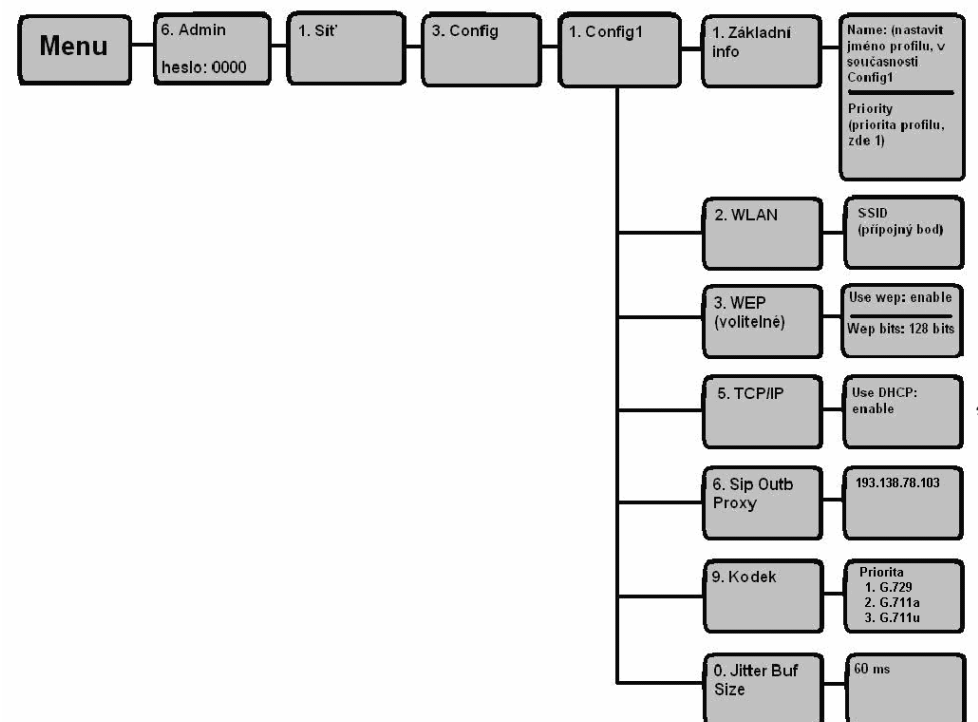 Menu
6. Admin
heslo: 0000
1. Síť
3. Config
1. Config1
1. Základní
info
Name: (nastavit
jméno profilu, v
současnosti
Config1
Priority
(priorita profilu,
zde 1)
2. WLAN
SSID
(přípojný bod)
3. WEP
(volitelné)
Use wep: enable
Wep bits: 128 bits
5. TCP/IP
Use DHCP:
enable
6. Sip Outb
Proxy
193.138.78.103
9. Kodek
Priorita
1. G.729
2. G.711a
3. G.711u
0. Jitter Buf
Size
60 ms